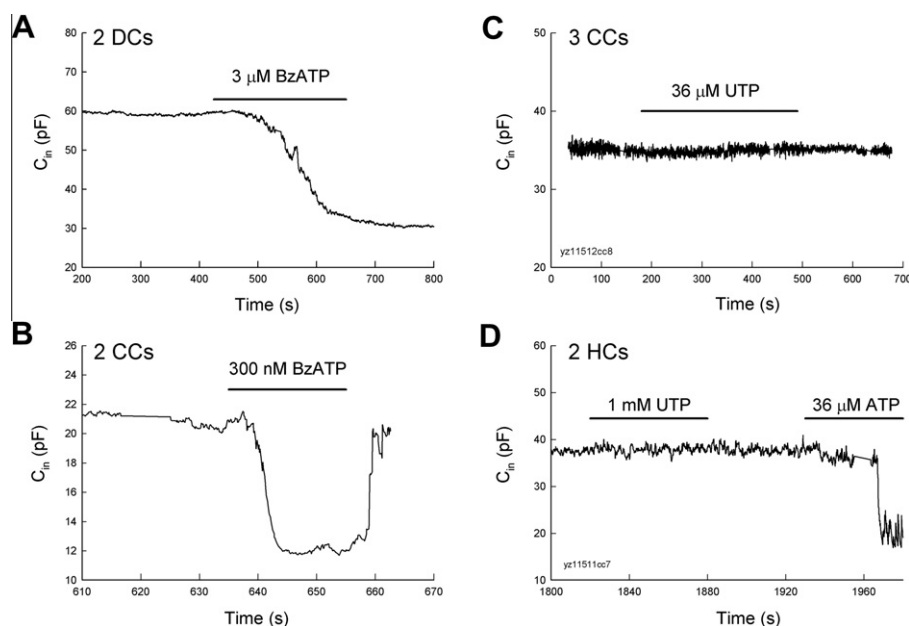 A
2 DCs
3 μM BzATP
80
70
60
50
40
30
20
C_in (pF)
200 300 400 500 600 700 800
Time (s)
C
3 CCs
36 μM UTP
50
40
30
20
C_in (pF)
yz11512cc8
0 100 200 300 400 500 600 700
Time (s)
B
2 CCs
300 nM BzATP
26
24
22
20
18
16
14
12
10
C_in (pF)
610 620 630 640 650 660 670
Time (s)
D
2 HCs
1 mM UTP
36 μM ATP
60
50
40
30
20
10
C_in (pF)
yz11511cc7
1800 1840 1880 1920 1960
Time (s)